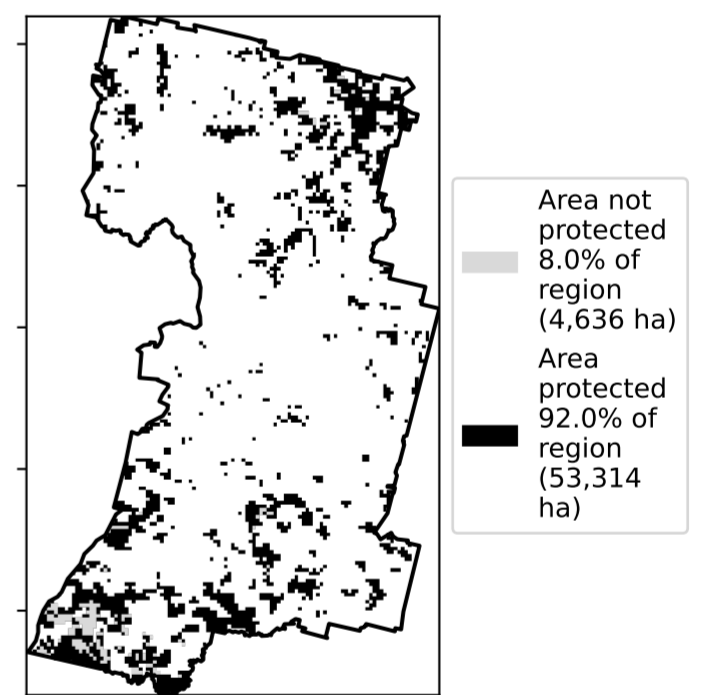 Area not
protected
8.0% of
region
(4,636 ha)
Area
protected
92.0% of
region
(53,314
ha)